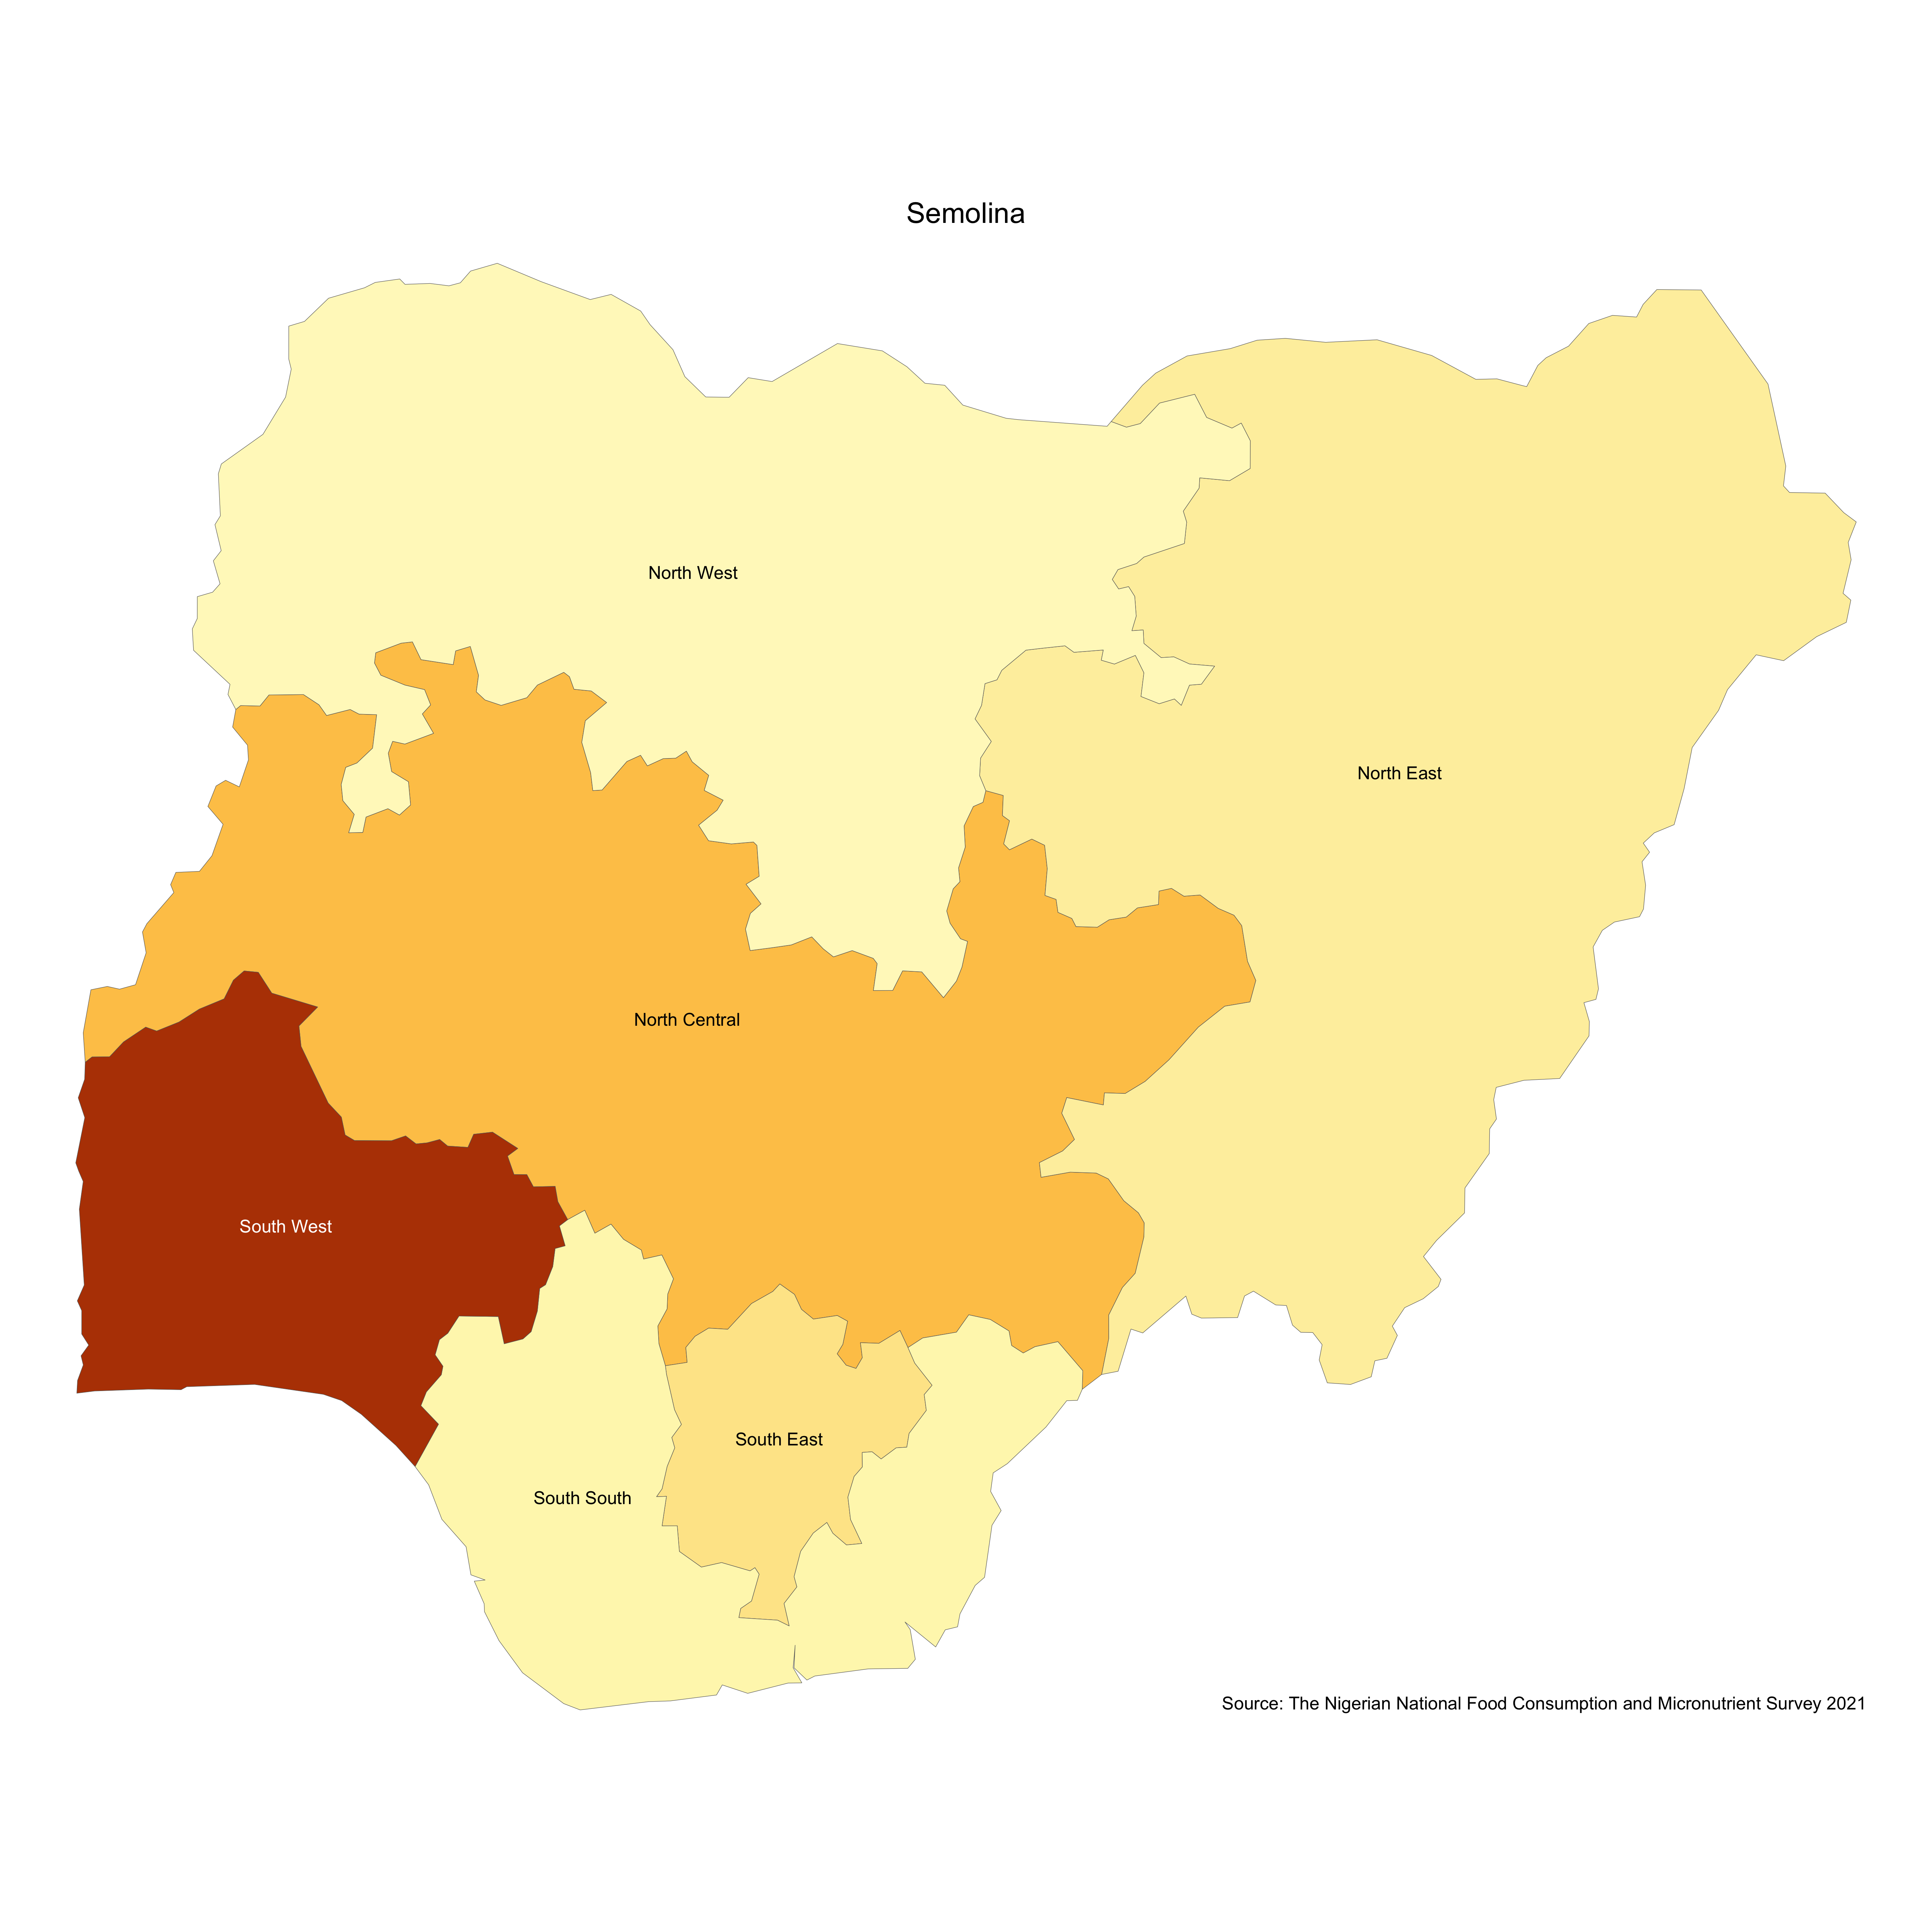 Semolina
North West
North East
North Central
South West
South East
South South
Source: The Nigerian National Food Consumption and Micronutrient Survey 2021